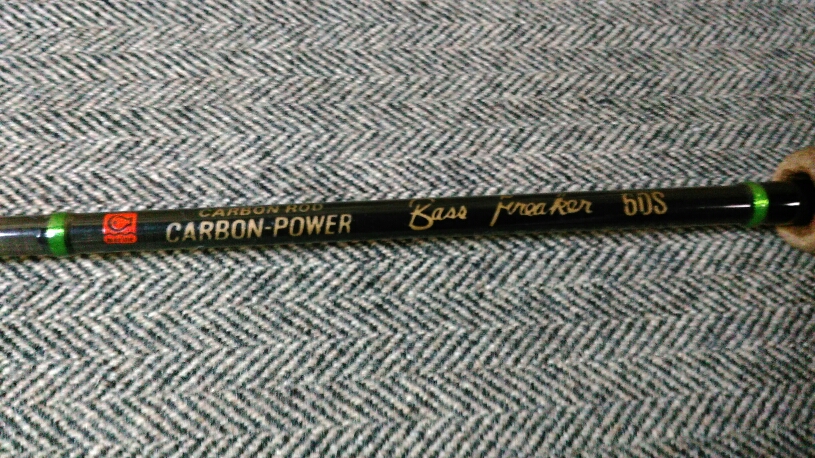 CARBON ROD
CARBON-POWER Bass Freaker 50S